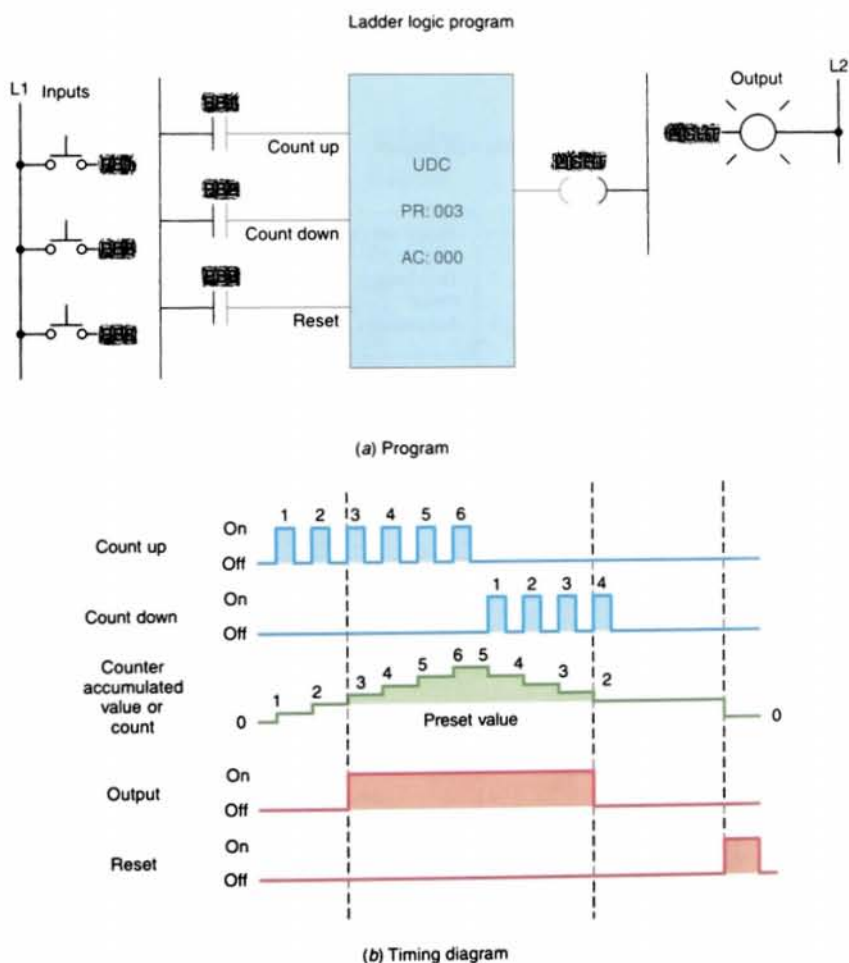 Ladder logic program
L1 Inputs
Output L2
Count up
Count down
Reset
UDC
PR: 003
AC: 000
(a) Program
Count up On Off 1 2 3 4 5 6
Count down On Off 1 2 3 4
Counter accumulated value or count
0 1 2 3 4 5 6 5 4 3 2 0
Preset value
Output On Off
Reset On Off
(b) Timing diagram